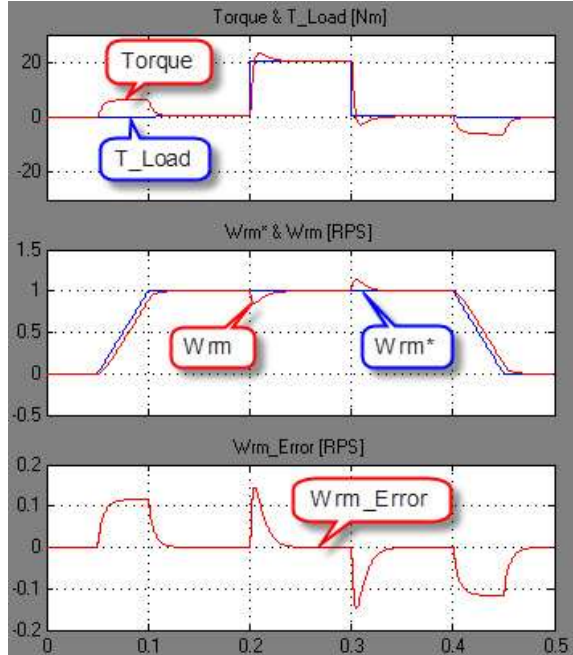 Torque & T_Load [Nm]
20
0
-20
Torque
T_Load
Wrm* & Wrm [RPS]
1.5
1
0.5
0
-0.5
Wrm
Wrm*
Wrm_Error [RPS]
0.2
0.1
0
-0.1
-0.2
Wrm_Error
0 0.1 0.2 0.3 0.4 0.5